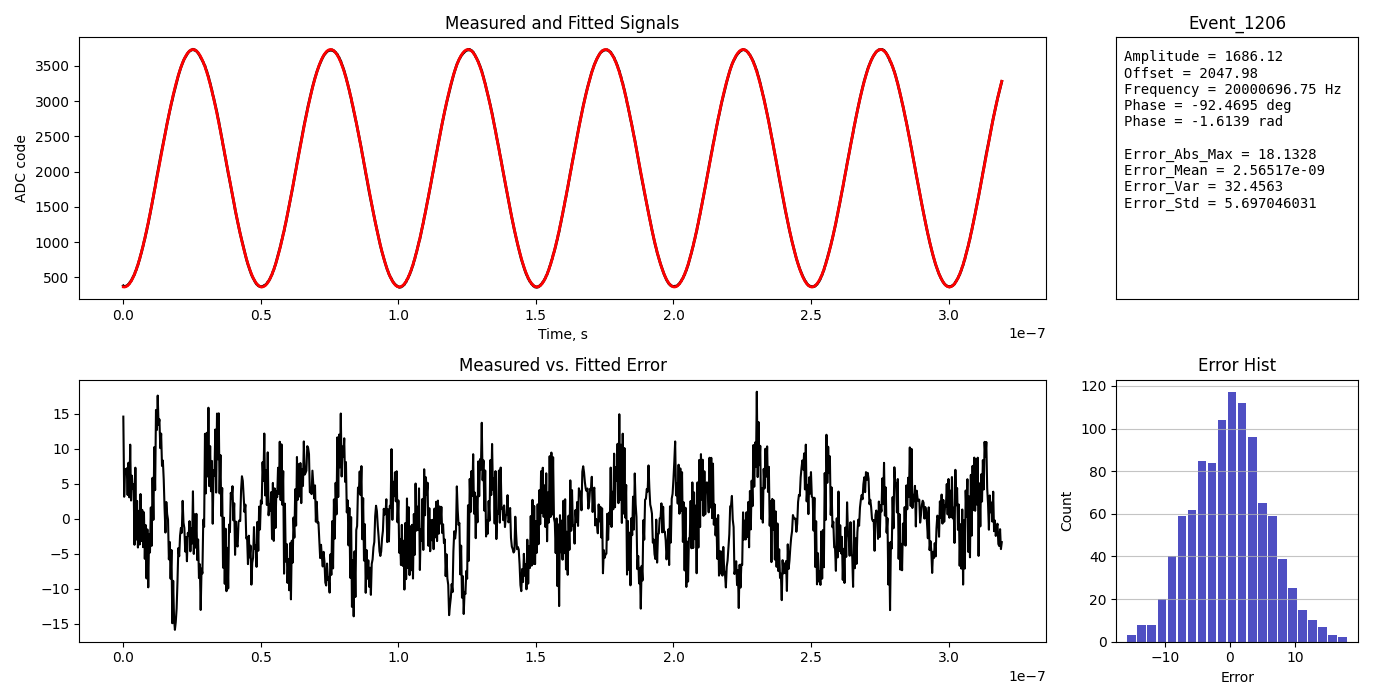 Measured and Fitted Signals
ADC code
3500
3000
2500
2000
1500
1000
500
0.0 0.5 1.0 1.5 2.0 2.5 3.0
Time, s
1e−7
Event_1206
Amplitude = 1686.12
Offset = 2047.98
Frequency = 20000696.75 Hz
Phase = -92.4695 deg
Phase = -1.6139 rad
Error_Abs_Max = 18.1328
Error_Mean = 2.56517e-09
Error_Var = 32.4563
Error_Std = 5.697046031
Measured vs. Fitted Error
15
10
5
0
−5
−10
−15
0.0 0.5 1.0 1.5 2.0 2.5 3.0
1e−7
Error Hist
Count
120
100
80
60
40
20
0
−10 0 10
Error